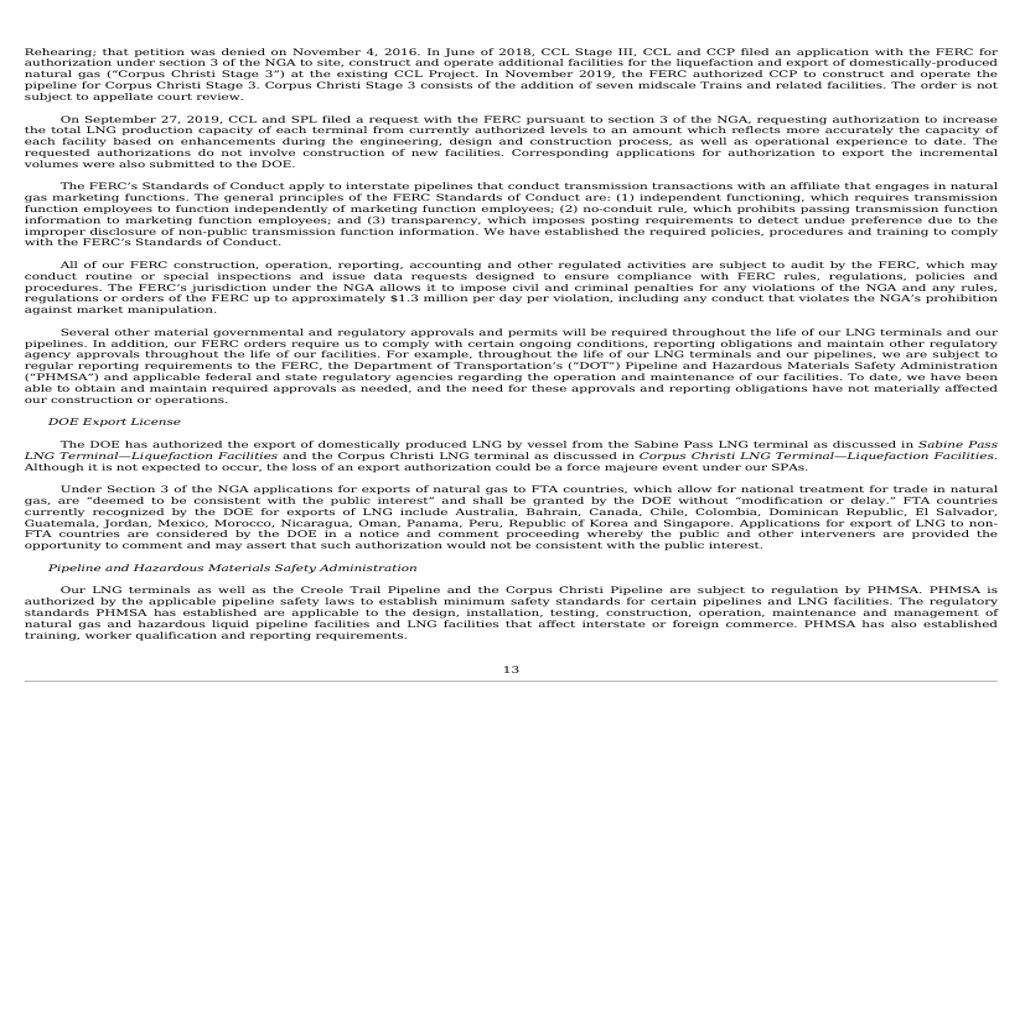 Rehearing; that petition was denied on November 4, 2016. In June of 2018, CCL Stage III, CCL and CCP filed an application with the FERC for
authorization under section 3 of the NGA to site, construct and operate additional facilities for the liquefaction and export of domestically-produced
natural gas (“Corpus Christi Stage 3”) at the existing CCL Project. In November 2019, the FERC authorized CCP to construct and operate the
pipeline for Corpus Christi Stage 3. Corpus Christi Stage 3 consists of the addition of seven midscale Trains and related facilities. The order is not
subject to appellate court review.
On September 27, 2019, CCL and SPL filed a request with the FERC pursuant to section 3 of the NGA, requesting authorization to increase
the total LNG production capacity of each terminal from currently authorized levels to an amount which reflects more accurately the capacity of
each facility based on enhancements during the engineering, design and construction process, as well as operational experience to date. The
requested authorizations do not involve construction of new facilities. Corresponding applications for authorization to export the incremental
volumes were also submitted to the DOE.
The FERC’s Standards of Conduct apply to interstate pipelines that conduct transmission transactions with an affiliate that engages in natural
gas marketing functions. The general principles of the FERC Standards of Conduct are: (1) independent functioning, which requires transmission
function employees to function independently of marketing function employees; (2) no-conduit rule, which prohibits passing transmission function
information to marketing function employees; and (3) transparency, which imposes posting requirements to detect undue preference due to the
improper disclosure of non-public transmission function information. We have established the required policies, procedures and training to comply
with the FERC’s Standards of Conduct.
All of our FERC construction, operation, reporting, accounting and other regulated activities are subject to audit by the FERC, which may
conduct routine or special inspections and issue data requests designed to ensure compliance with FERC rules, regulations, policies and
procedures. The FERC’s jurisdiction under the NGA allows it to impose civil and criminal penalties for any violations of the NGA and any rules,
regulations or orders of the FERC up to approximately $1.3 million per day per violation, including any conduct that violates the NGA’s prohibition
against market manipulation.
Several other material governmental and regulatory approvals and permits will be required throughout the life of our LNG terminals and our
pipelines. In addition, our FERC orders require us to comply with certain ongoing conditions, reporting obligations and maintain other regulatory
agency approvals throughout the life of our facilities. For example, throughout the life of our LNG terminals and our pipelines, we are subject to
regular reporting requirements to the FERC, the Department of Transportation’s (“DOT”) Pipeline and Hazardous Materials Safety Administration
(“PHMSA”) and applicable federal and state regulatory agencies regarding the operation and maintenance of our facilities. To date, we have been
able to obtain and maintain required approvals as needed, and the need for these approvals and reporting obligations have not materially affected
our construction or operations.
DOE Export License
The DOE has authorized the export of domestically produced LNG by vessel from the Sabine Pass LNG terminal as discussed in Sabine Pass
LNG Terminal—Liquefaction Facilities and the Corpus Christi LNG terminal as discussed in Corpus Christi LNG Terminal—Liquefaction Facilities.
Although it is not expected to occur, the loss of an export authorization could be a force majeure event under our SPAs.
Under Section 3 of the NGA applications for exports of natural gas to FTA countries, which allow for national treatment for trade in natural
gas, are “deemed to be consistent with the public interest” and shall be granted by the DOE without “modification or delay.” FTA countries
currently recognized by the DOE for exports of LNG include Australia, Bahrain, Canada, Chile, Colombia, Dominican Republic, El Salvador,
Guatemala, Jordan, Mexico, Morocco, Nicaragua, Oman, Panama, Peru, Republic of Korea and Singapore. Applications for export of LNG to non-
FTA countries are considered by the DOE in a notice and comment proceeding whereby the public and other interveners are provided the
opportunity to comment and may assert that such authorization would not be consistent with the public interest.
Pipeline and Hazardous Materials Safety Administration
Our LNG terminals as well as the Creole Trail Pipeline and the Corpus Christi Pipeline are subject to regulation by PHMSA. PHMSA is
authorized by the applicable pipeline safety laws to establish minimum safety standards for certain pipelines and LNG facilities. The regulatory
standards PHMSA has established are applicable to the design, installation, testing, construction, operation, maintenance and management of
natural gas and hazardous liquid pipeline facilities and LNG facilities that affect interstate or foreign commerce. PHMSA has also established
training, worker qualification and reporting requirements.
13